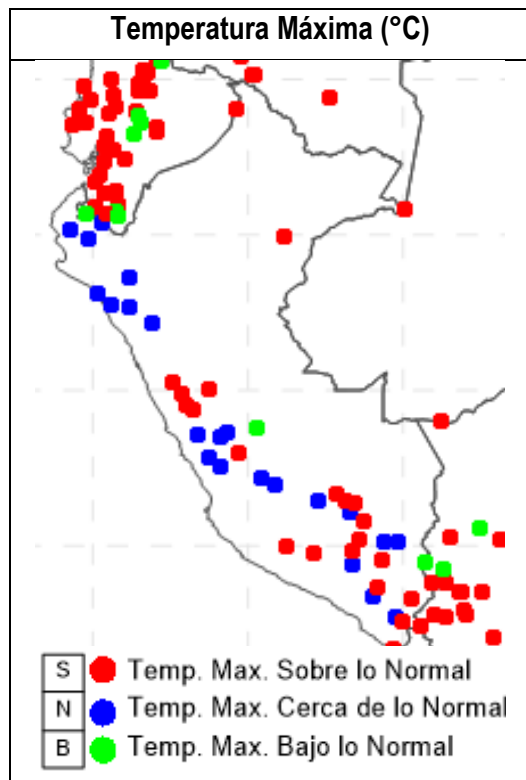 Temperatura Máxima (°C)
S Temp. Max. Sobre lo Normal
N Temp. Max. Cerca de lo Normal
B Temp. Max. Bajo lo Normal